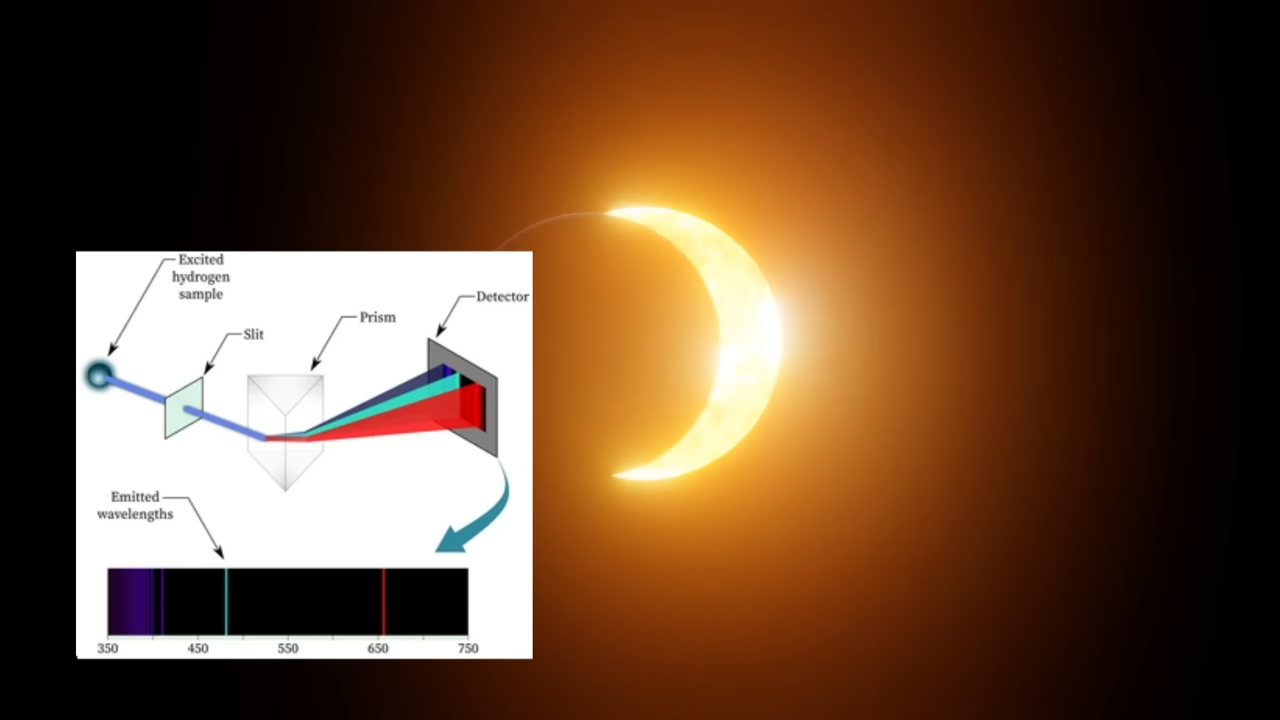 Excited
hydrogen
sample
Detector
Prism
Slit
Emitted
wavelengths
350 450 550 650 750